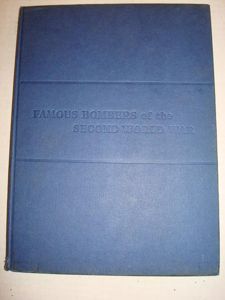 FAMOUS BOMBERS of the
SECOND WORLD WAR